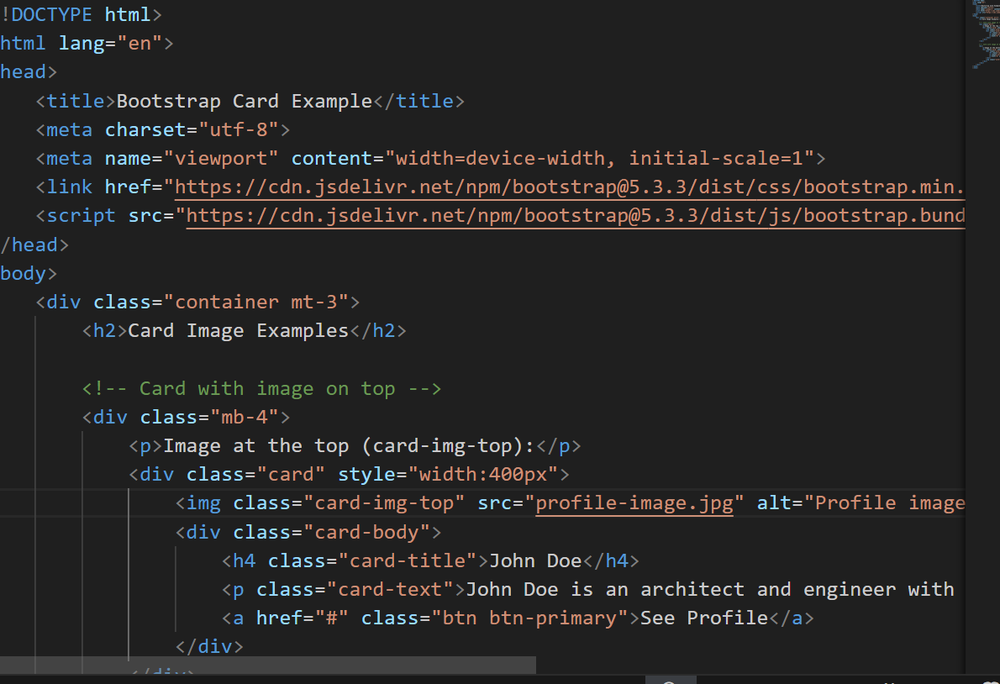 !DOCTYPE html>
html lang="en">
head>
<title>Bootstrap Card Example</title>
<meta charset="utf-8">
<meta name="viewport" content="width=device-width, initial-scale=1">
<link href="https://cdn.jsdelivr.net/npm/bootstrap@5.3.3/dist/css/bootstrap.min.
<script src="https://cdn.jsdelivr.net/npm/bootstrap@5.3.3/dist/js/bootstrap.bund
/head>
body>
<div class="container mt-3">
<h2>Card Image Examples</h2>
<!-- Card with image on top -->
<div class="mb-4">
<p>Image at the top (card-img-top):</p>
<div class="card" style="width:400px">
<img class="card-img-top" src="profile-image.jpg" alt="Profile image
<div class="card-body">
<h4 class="card-title">John Doe</h4>
<p class="card-text">John Doe is an architect and engineer with
<a href="#" class="btn btn-primary">See Profile</a>
</div>
</div>